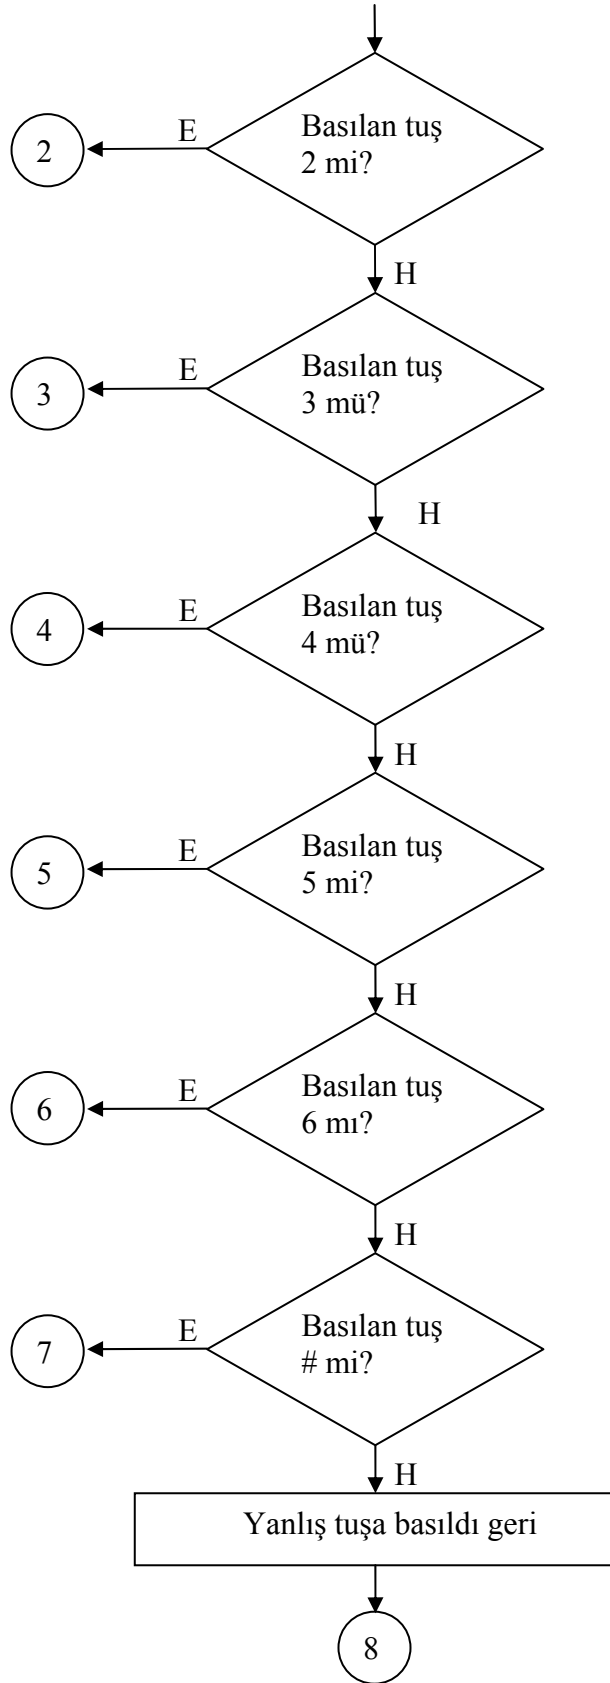 Basılan tuş
2 mi?
E
2
H
Basılan tuş
3 mü?
E
3
H
Basılan tuş
4 mü?
E
4
H
Basılan tuş
5 mi?
E
5
H
Basılan tuş
6 mı?
E
6
H
Basılan tuş
# mi?
E
7
H
Yanlış tuşa basıldı geri
8